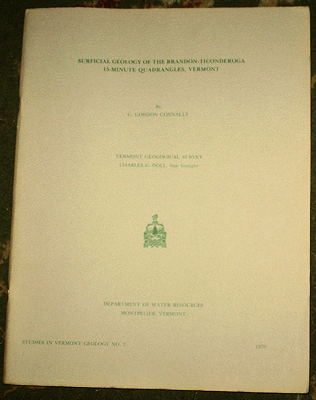 SURFICIAL GEOLOGY OF THE BRANDON-TICONDEROGA
15-MINUTE QUADRANGLES, VERMONT
By
G. GORDON CONNALLY
VERMONT GEOLOGICAL SURVEY
CHARLES G. DOLL, State Geologist
DEPARTMENT OF WATER RESOURCES
MONTPELIER, VERMONT
STUDIES IN VERMONT GEOLOGY NO. 2
1970